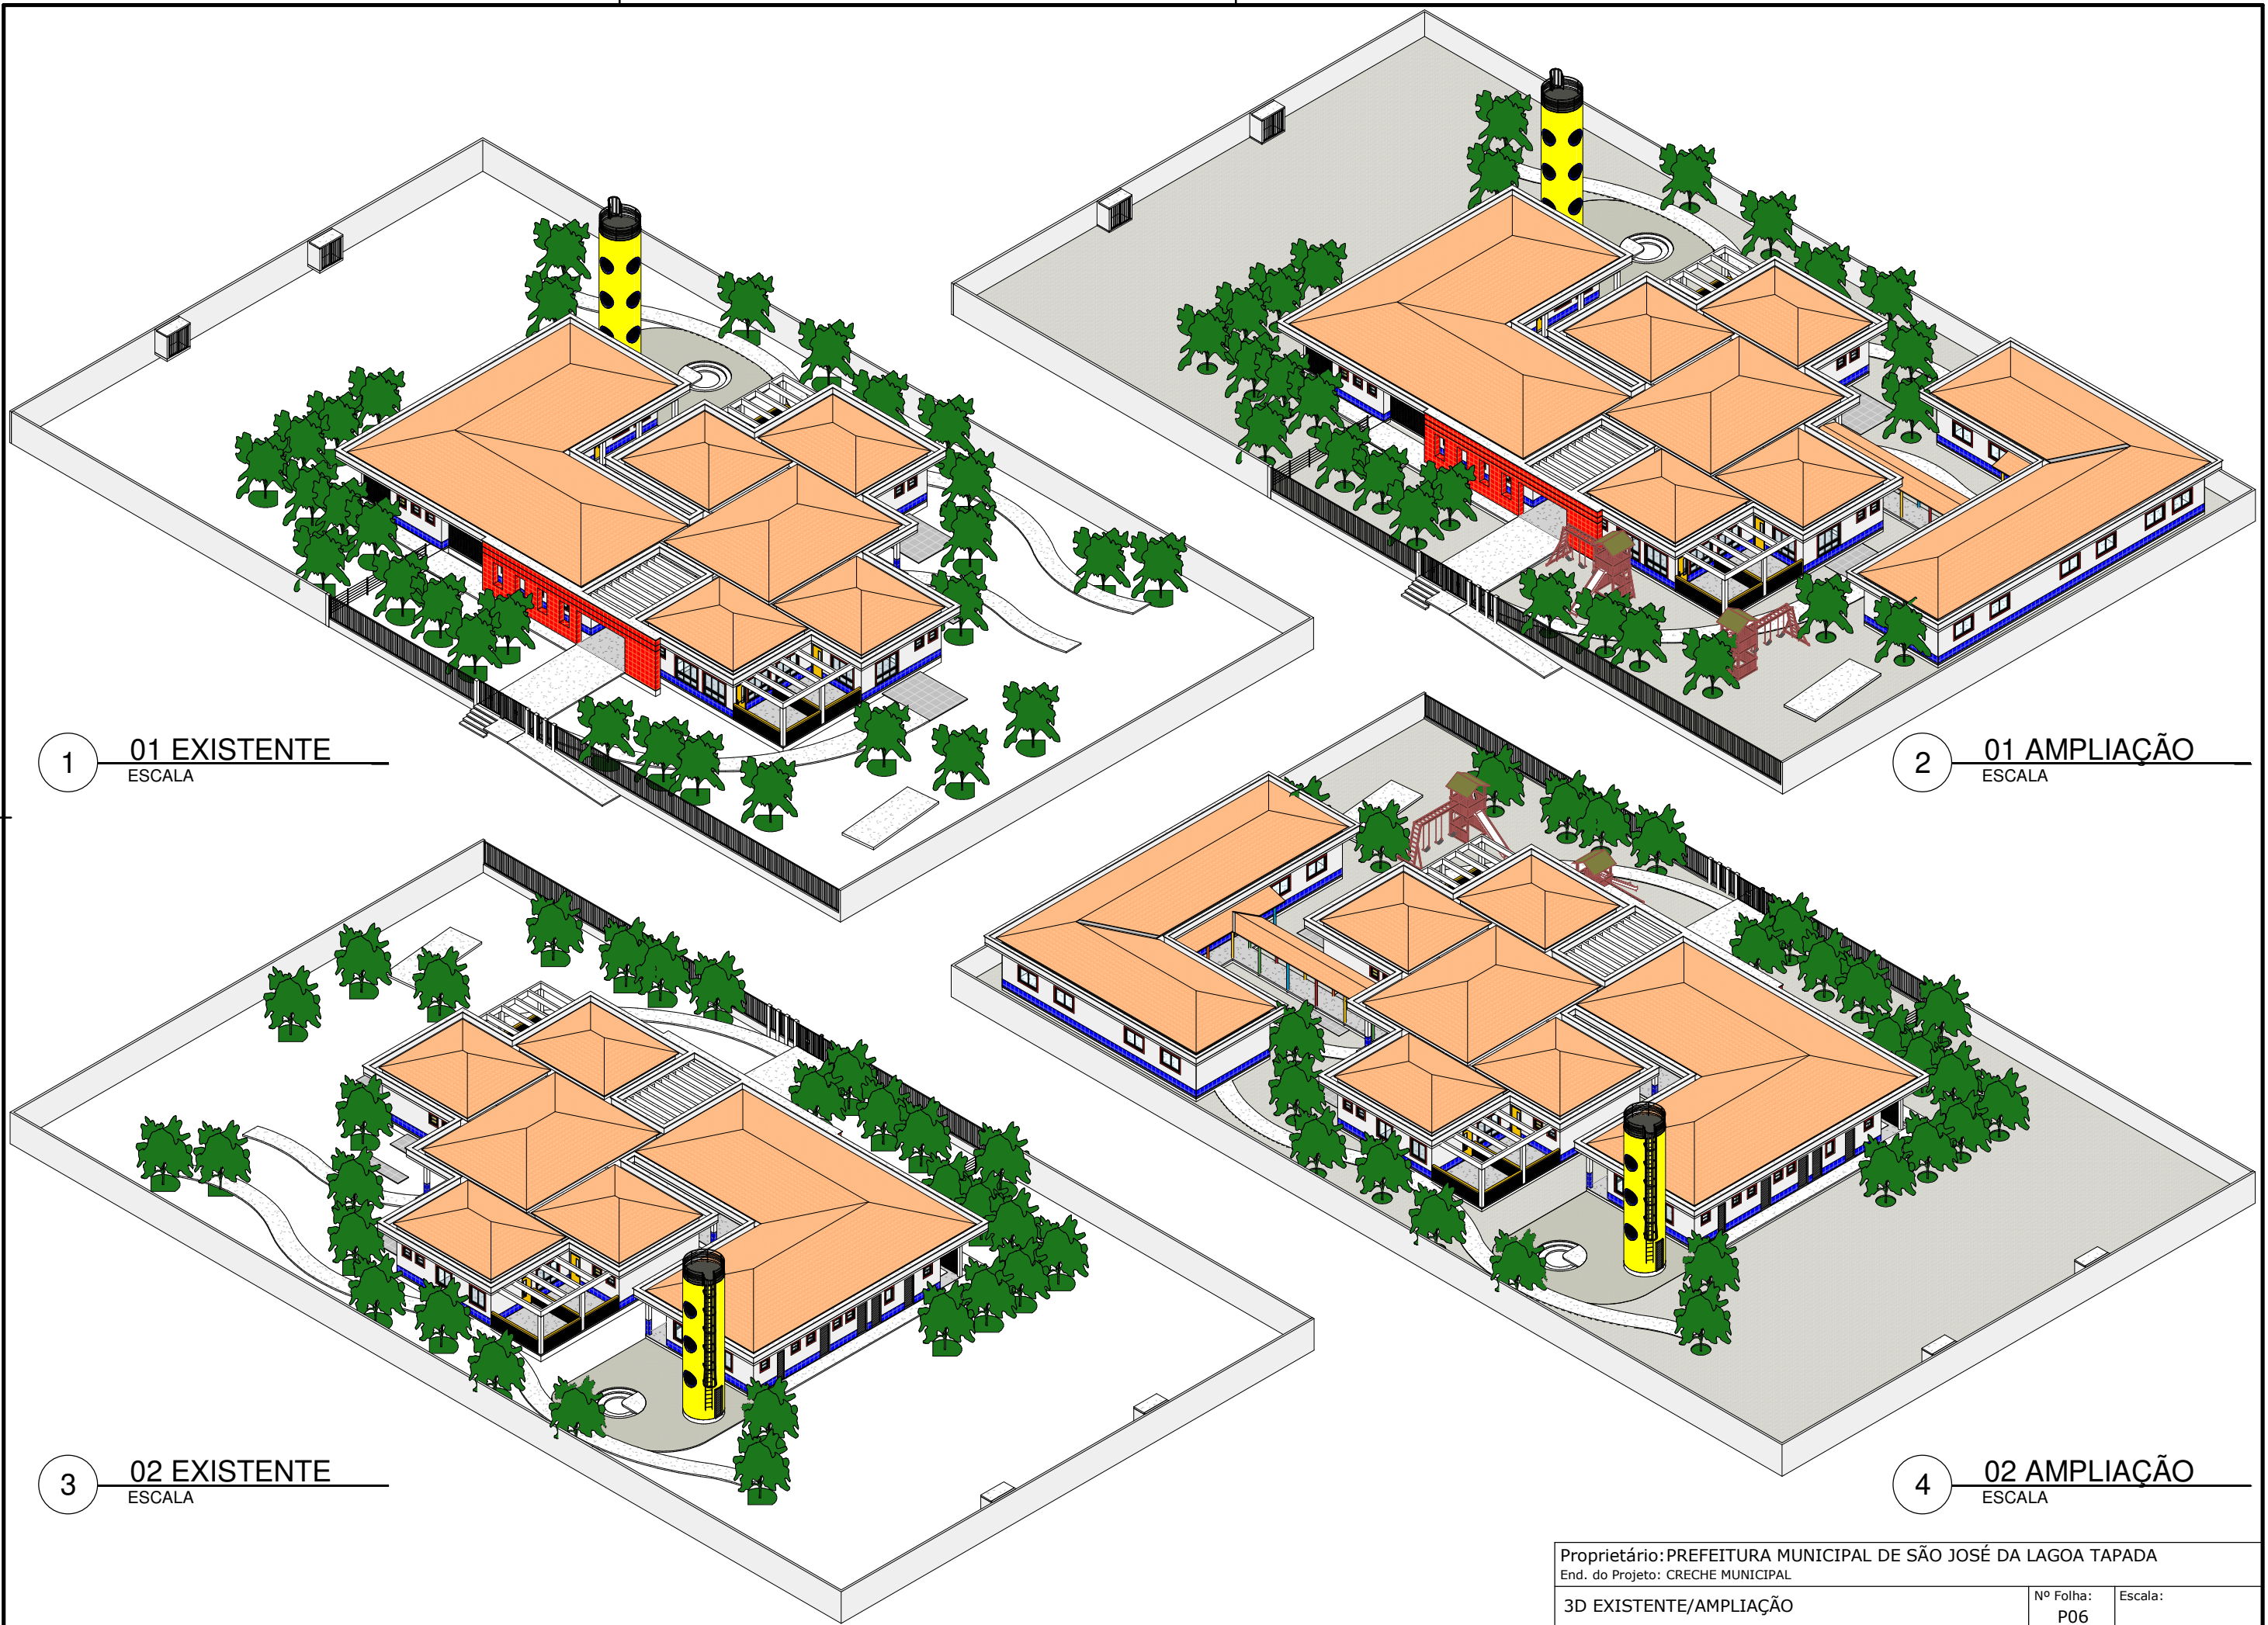 1
01 EXISTENTE
ESCALA
2
01 AMPLIAÇÃO
ESCALA
3
02 EXISTENTE
ESCALA
4
02 AMPLIAÇÃO
ESCALA
Proprietário: PREFEITURA MUNICIPAL DE SÃO JOSÉ DA LAGOA TAPADA
End. do Projeto: CRECHE MUNICIPAL
3D EXISTENTE/AMPLIAÇÃO
Nº Folha:
P06
Escala: